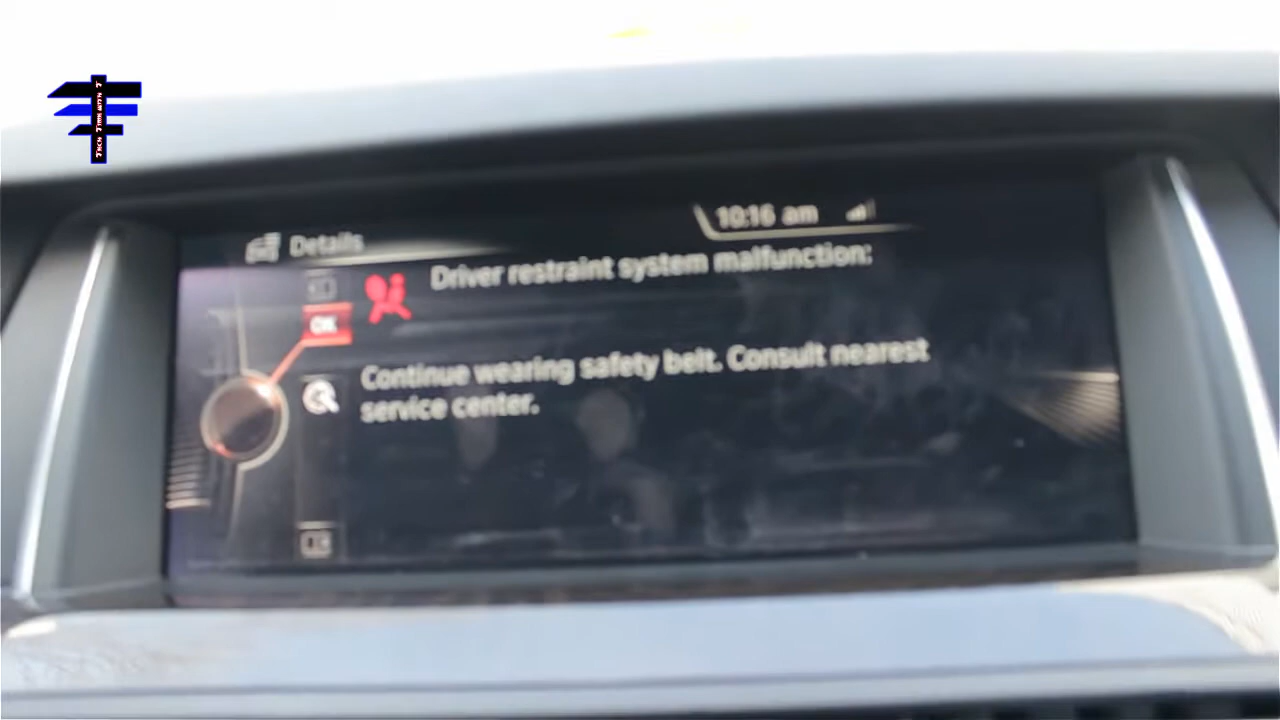 10:16 am
Details
Driver restraint system malfunction:
OK
Continue wearing safety belt. Consult nearest
service center.